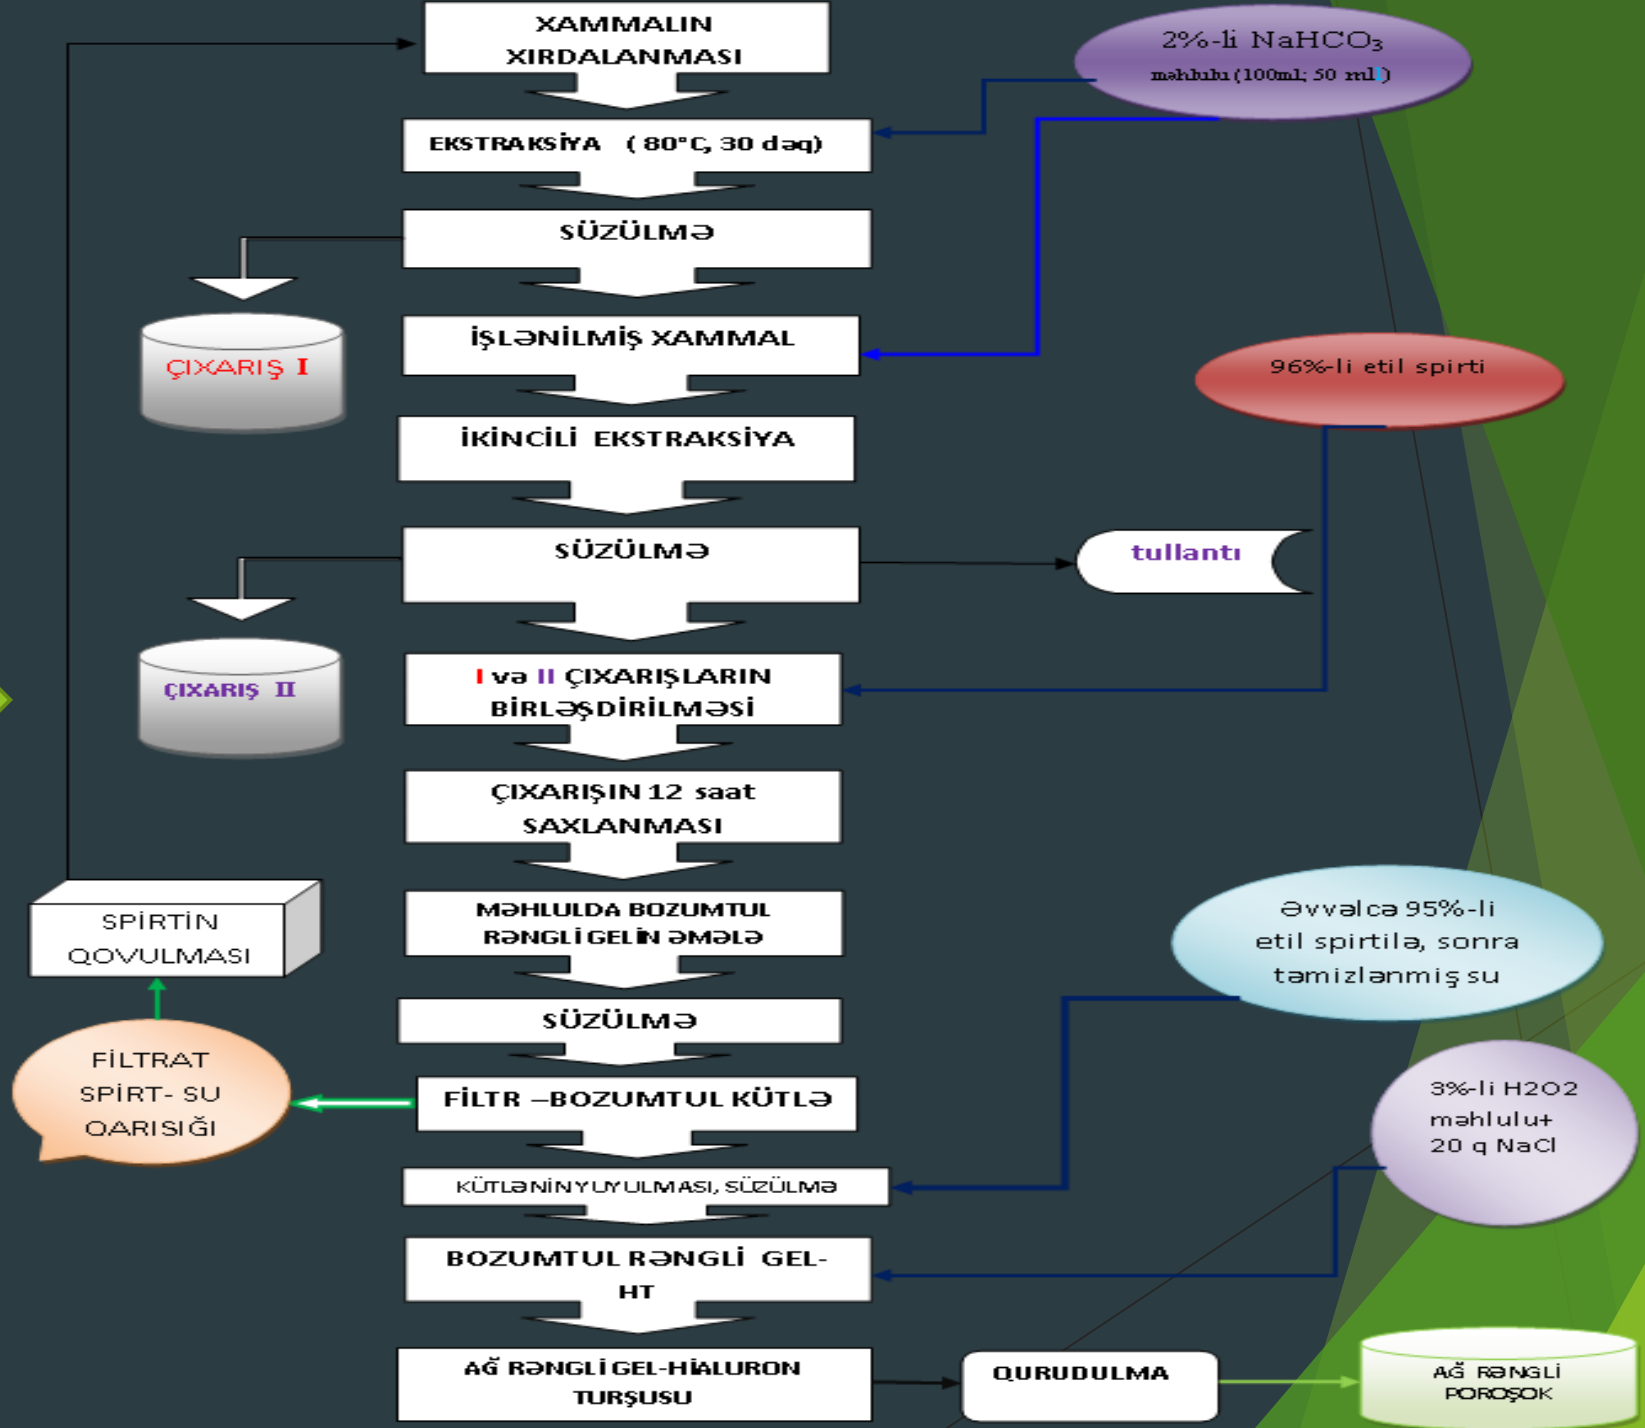 XAMMALIN
XIRDALANMASI
2%-li NaHCO₃
məhlulu (100ml; 50 ml)
EKSTRAKSİYA ( 80°C, 30 dəq)
SÜZÜLMƏ
ÇIXARIŞ I
İŞLƏNİLMİŞ XAMMAL
96%-li etil spirti
İKİNCİLİ EKSTRAKSİYA
SÜZÜLMƏ
tullantı
ÇIXARIŞ II
I və II ÇIXARIŞLARIN
BİRLƏŞDİRİLMƏSİ
ÇIXARIŞIN 12 saat
SAXLANMASI
MƏHLULDA BOZUMTUL
RƏNGLİ GELİN ƏMƏLƏ
SPİRTİN
QOVULMASI
Əvvəlcə 95%-li
etil spirtilə, sonra
təmizlənmiş su
SÜZÜLMƏ
FİLTRAT
SPİRT- SU
QARISIĞI
FİLTR –BOZUMTUL KÜTLƏ
3%-li H2O2
məhlulu+
20 q NaCl
KÜTLƏNİN YUYULMASI, SÜZÜLMƏ
BOZUMTUL RƏNGLİ GEL-
HT
AĞ RƏNGLİ GEL-HİALURON
TURŞUSU
QURUDULMA
AĞ RƏNGLİ
POROŞOK